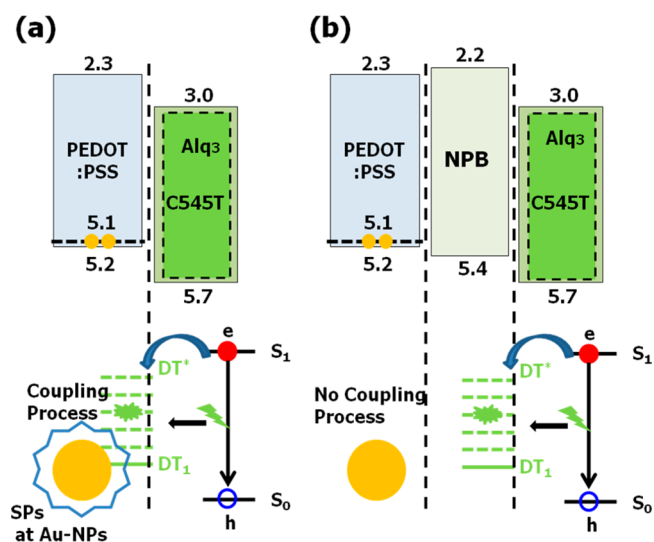 (a)
2.3
3.0
PEDOT
:PSS
Alq3
C545T
5.1
5.2
5.7
e
S1
DT*
Coupling
Process
DT1
SPs
at Au-NPs
S0
h
(b)
2.3
2.2
3.0
PEDOT
:PSS
NPB
Alq3
C545T
5.1
5.2
5.4
5.7
e
S1
DT*
No Coupling
Process
DT1
S0
h